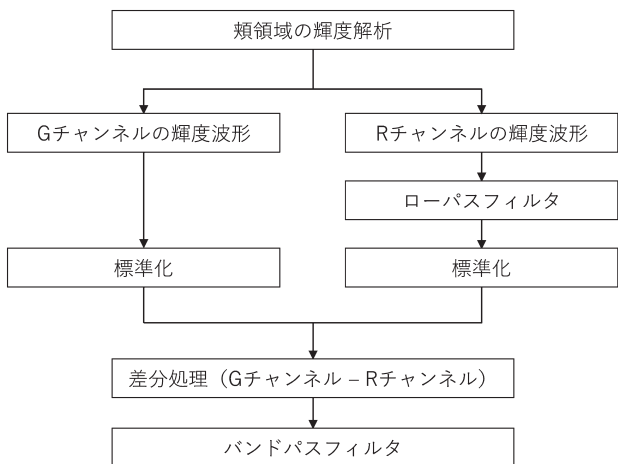 頬領域の輝度解析
Gチャンネルの輝度波形
Rチャンネルの輝度波形
ローパスフィルタ
標準化
標準化
差分処理（Gチャンネル – Rチャンネル）
バンドパスフィルタ